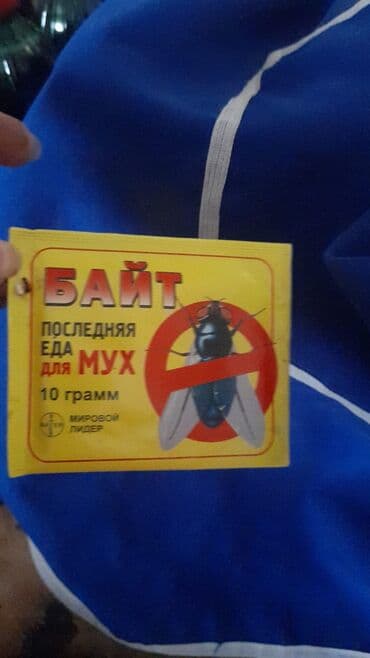 БАЙТ
ПОСЛЕДНЯЯ
ЕДА
для МУХ
10 грамм
МИРОВОЙ
ЛИДЕР